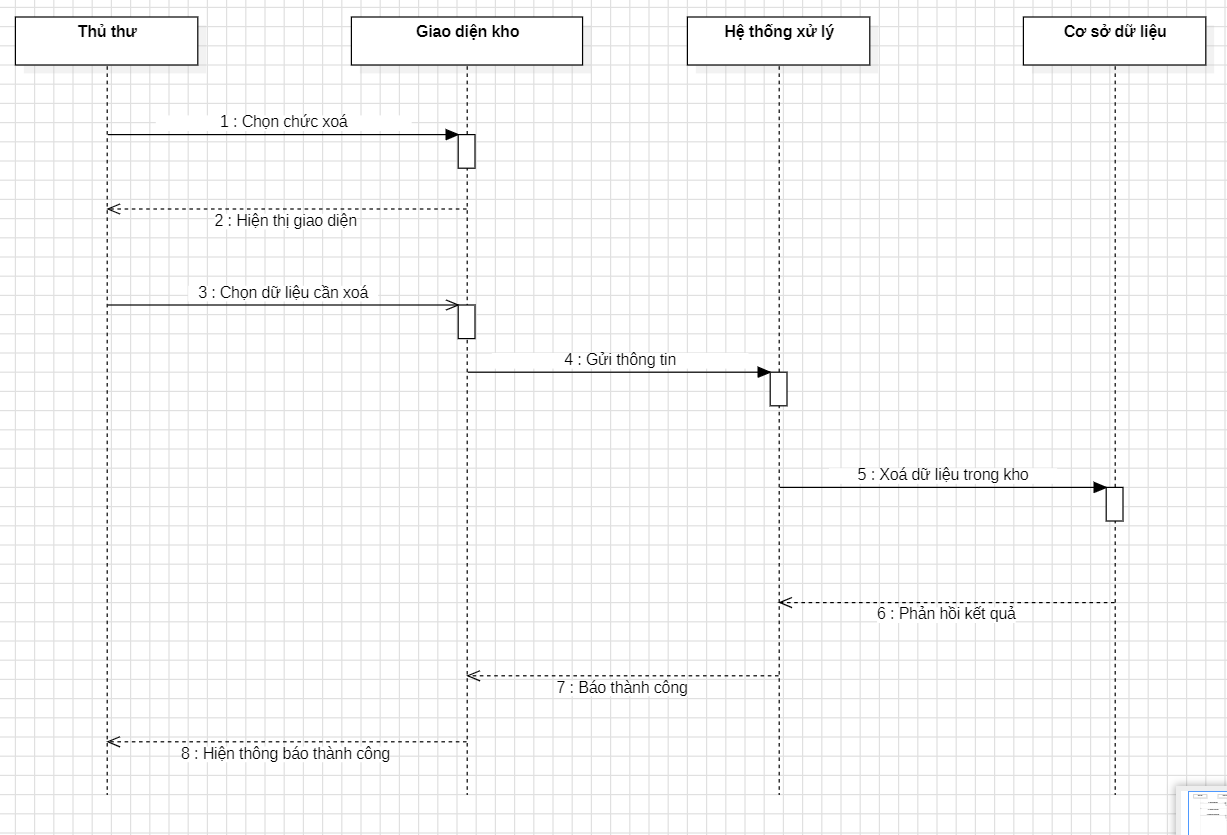 Thủ thư
Giao diện kho
Hệ thống xử lý
Cơ sở dữ liệu
1 : Chọn chức xoá
2 : Hiện thị giao diện
3 : Chọn dữ liệu cần xoá
4 : Gửi thông tin
5 : Xoá dữ liệu trong kho
6 : Phản hồi kết quả
7 : Báo thành công
8 : Hiện thông báo thành công